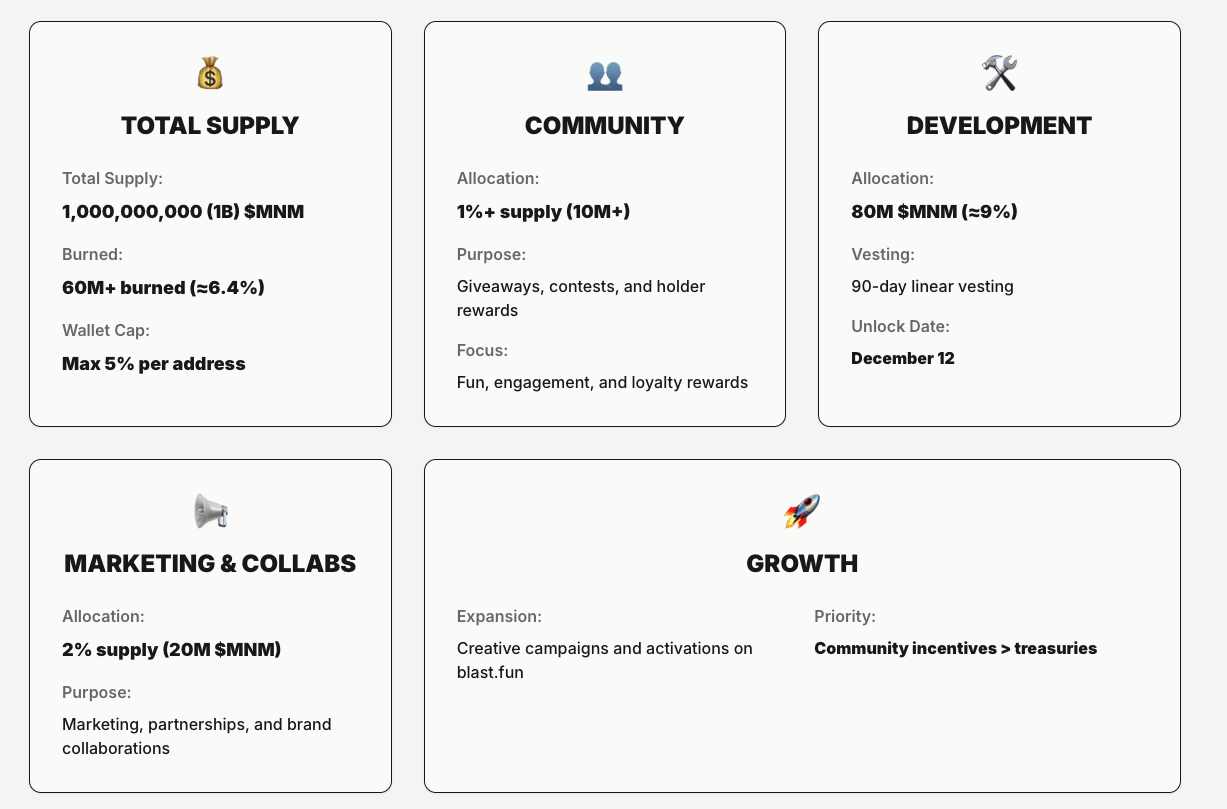 TOTAL SUPPLY
Total Supply:
1,000,000,000 (1B) $MNM
Burned:
60M+ burned (≈6.4%)
Wallet Cap:
Max 5% per address
COMMUNITY
Allocation:
1%+ supply (10M+)
Purpose:
Giveaways, contests, and holder
rewards
Focus:
Fun, engagement, and loyalty rewards
DEVELOPMENT
Allocation:
80M $MNM (≈9%)
Vesting:
90-day linear vesting
Unlock Date:
December 12
MARKETING & COLLABS
Allocation:
2% supply (20M $MNM)
Purpose:
Marketing, partnerships, and brand
collaborations
GROWTH
Expansion:
Creative campaigns and activations on
blast.fun
Priority:
Community incentives > treasuries